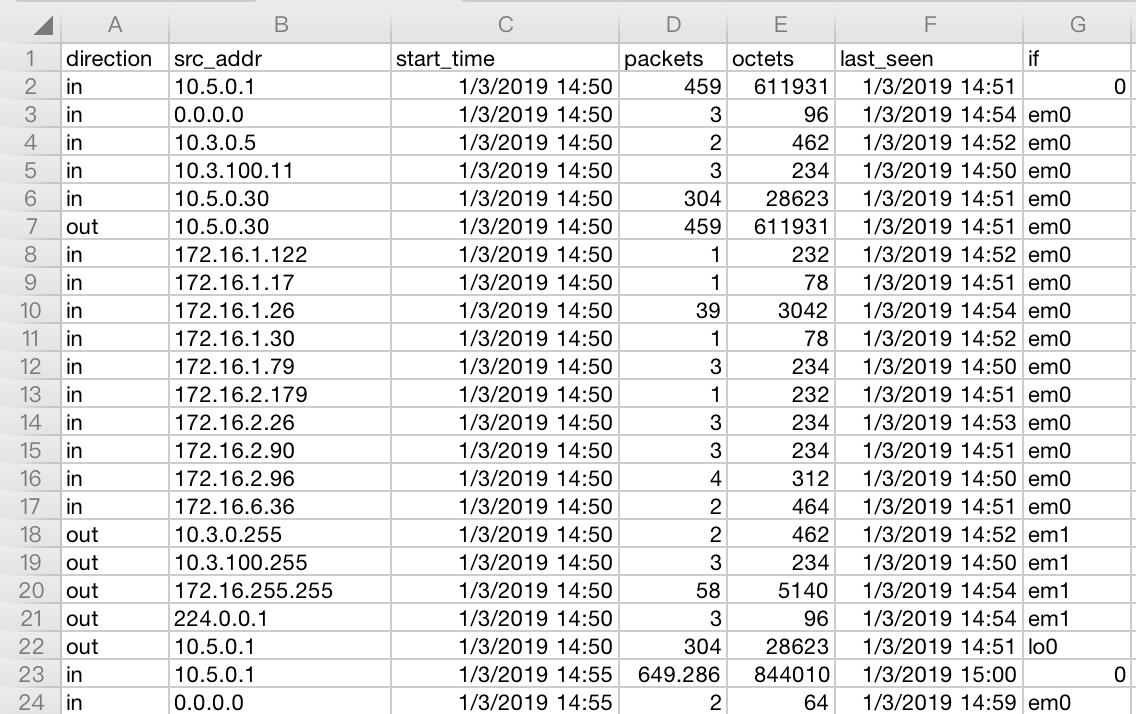 A B C D E F G
1 direction src_addr start_time packets octets last_seen if
2 in 10.5.0.1 1/3/2019 14:50 459 611931 1/3/2019 14:51 0
3 in 0.0.0.0 1/3/2019 14:50 3 96 1/3/2019 14:54 em0
4 in 10.3.0.5 1/3/2019 14:50 2 462 1/3/2019 14:52 em0
5 in 10.3.100.11 1/3/2019 14:50 3 234 1/3/2019 14:50 em0
6 in 10.5.0.30 1/3/2019 14:50 304 28623 1/3/2019 14:51 em0
7 out 10.5.0.30 1/3/2019 14:50 459 611931 1/3/2019 14:51 em0
8 in 172.16.1.122 1/3/2019 14:50 1 232 1/3/2019 14:52 em0
9 in 172.16.1.17 1/3/2019 14:50 1 78 1/3/2019 14:51 em0
10 in 172.16.1.26 1/3/2019 14:50 39 3042 1/3/2019 14:54 em0
11 in 172.16.1.30 1/3/2019 14:50 1 78 1/3/2019 14:52 em0
12 in 172.16.1.79 1/3/2019 14:50 3 234 1/3/2019 14:50 em0
13 in 172.16.2.179 1/3/2019 14:50 1 232 1/3/2019 14:51 em0
14 in 172.16.2.26 1/3/2019 14:50 3 234 1/3/2019 14:53 em0
15 in 172.16.2.90 1/3/2019 14:50 3 234 1/3/2019 14:51 em0
16 in 172.16.2.96 1/3/2019 14:50 4 312 1/3/2019 14:50 em0
17 in 172.16.6.36 1/3/2019 14:50 2 464 1/3/2019 14:51 em0
18 out 10.3.0.255 1/3/2019 14:50 2 462 1/3/2019 14:52 em1
19 out 10.3.100.255 1/3/2019 14:50 3 234 1/3/2019 14:50 em1
20 out 172.16.255.255 1/3/2019 14:50 58 5140 1/3/2019 14:54 em1
21 out 224.0.0.1 1/3/2019 14:50 3 96 1/3/2019 14:54 em1
22 out 10.5.0.1 1/3/2019 14:50 304 28623 1/3/2019 14:51 lo0
23 in 10.5.0.1 1/3/2019 14:55 649.286 844010 1/3/2019 15:00 0
24 in 0.0.0.0 1/3/2019 14:55 2 64 1/3/2019 14:59 em0